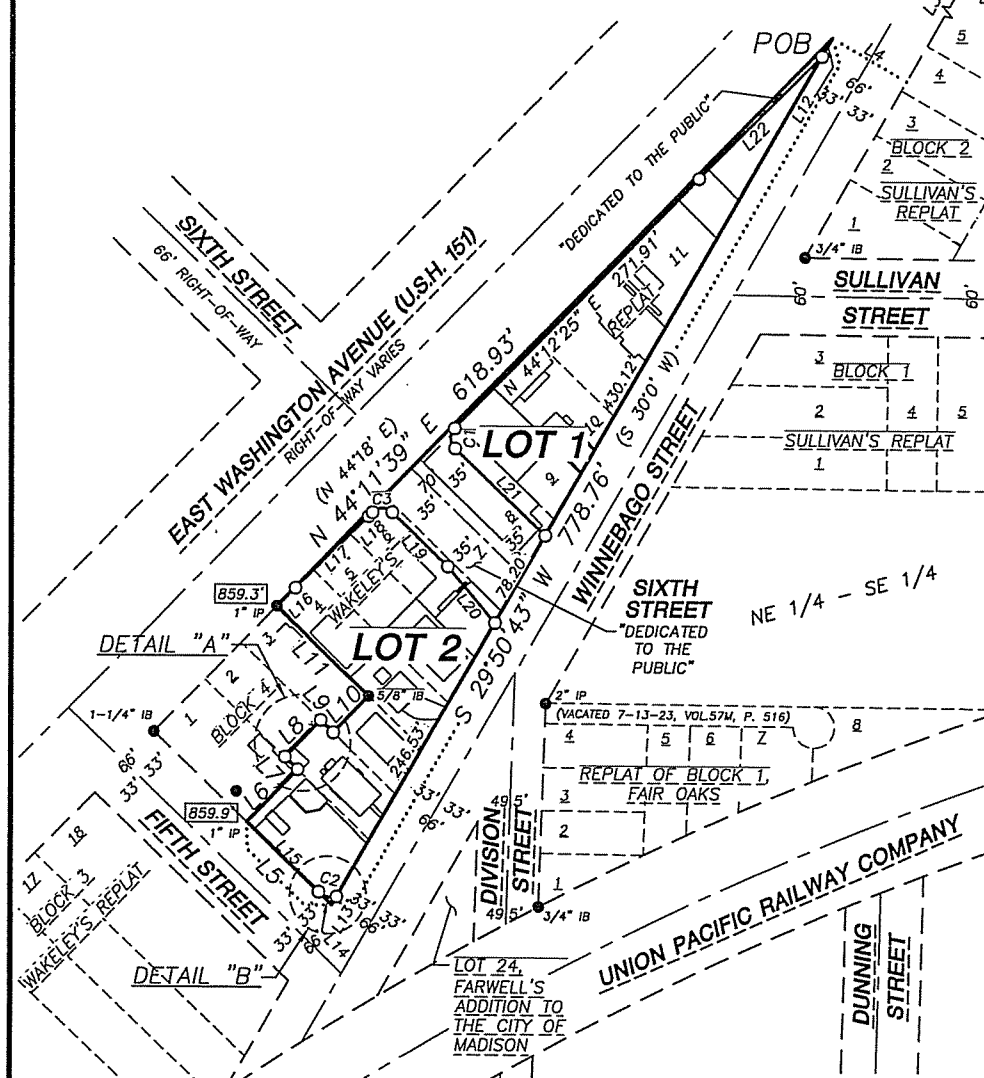 POB
L4
5
4
66'
33'
33'
L12
3
BLOCK 2
2
SULLIVAN'S
REPLAT
1
L22
"DEDICATED TO THE PUBLIC"
3/4" IB
SIXTH STREET
66' RIGHT-OF-WAY
EAST WASHINGTON AVENUE (U.S.H. 151)
RIGHT-OF-WAY VARIES
SULLIVAN
STREET
60'
60'
11
271.91'
N 44°12'25" E
REPLAT
618.93'
N 44°11'39" E
(N 44°18' E)
430.12'
(S 30°0' W)
3
BLOCK 1
2
4
5
SULLIVAN'S REPLAT
1
C1
LOT 1
10
9
8
L21
35'
70'
35'
35'
35'
7
C3
L17
L18
6
L19
5
4
WAKELEY'S
L16
L20
78.20'
778.76'
S 29°50'43" W
WINNEBAGO STREET
859.3'
1" IP
SIXTH
STREET
"DEDICATED
TO THE
PUBLIC"
NE 1/4 - SE 1/4
DETAIL "A"
3
L11
LOT 2
2
1
BLOCK 4
L9
L10
L8
5/8" IB
1-1/4" IB
L7
L6
246.53'
66'
33'
33'
2" IP
(VACATED 7-13-23, VOL.57M, P. 516)
4
5
6
7
8
REPLAT OF BLOCK 1,
FAIR OAKS
3
2
1
33'
33'
66'
49.5'
DIVISION
STREET
49.5'
3/4" IB
859.9'
1" IP
FIFTH STREET
18
17
BLOCK 3
WAKELEY'S REPLAT
L5
L15
C2
L13
L14
33'
33'
66'
33'
33'
66'
DETAIL "B"
LOT 24,
FARWELL'S
ADDITION TO
THE CITY OF
MADISON
UNION PACIFIC RAILWAY COMPANY
DUNNING
STREET